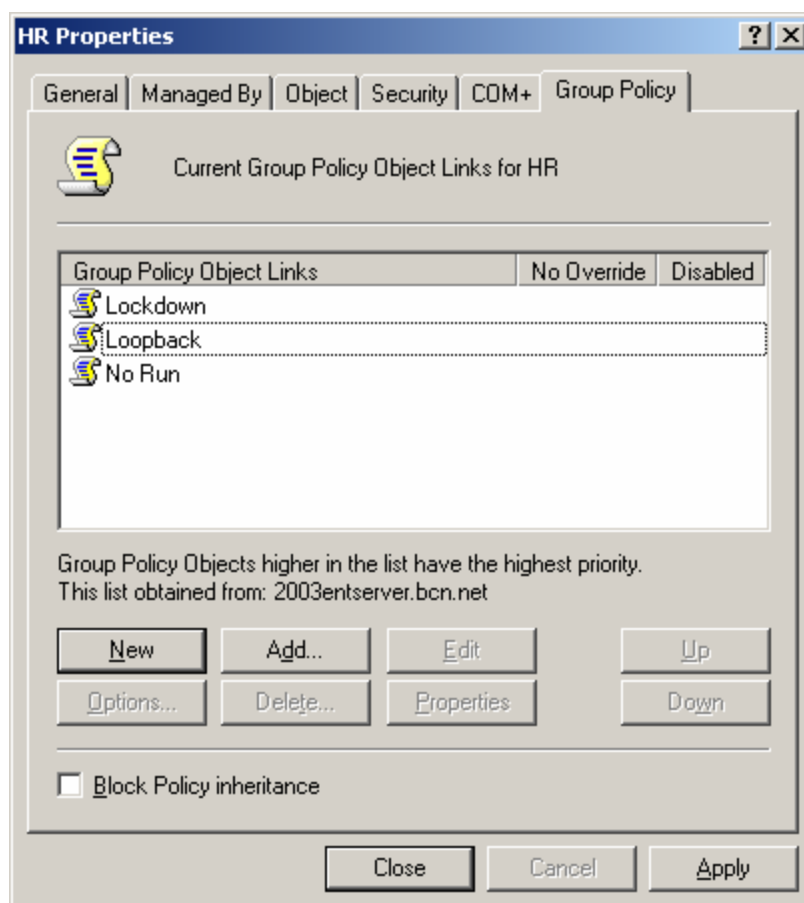 HR Properties
General Managed By Object Security COM+ Group Policy
Current Group Policy Object Links for HR
Group Policy Object Links No Override Disabled
Lockdown
Loopback
No Run
Group Policy Objects higher in the list have the highest priority.
This list obtained from: 2003entserver.bcn.net
New Add... Edit Up
Options... Delete... Properties Down
Block Policy inheritance
Close Cancel Apply